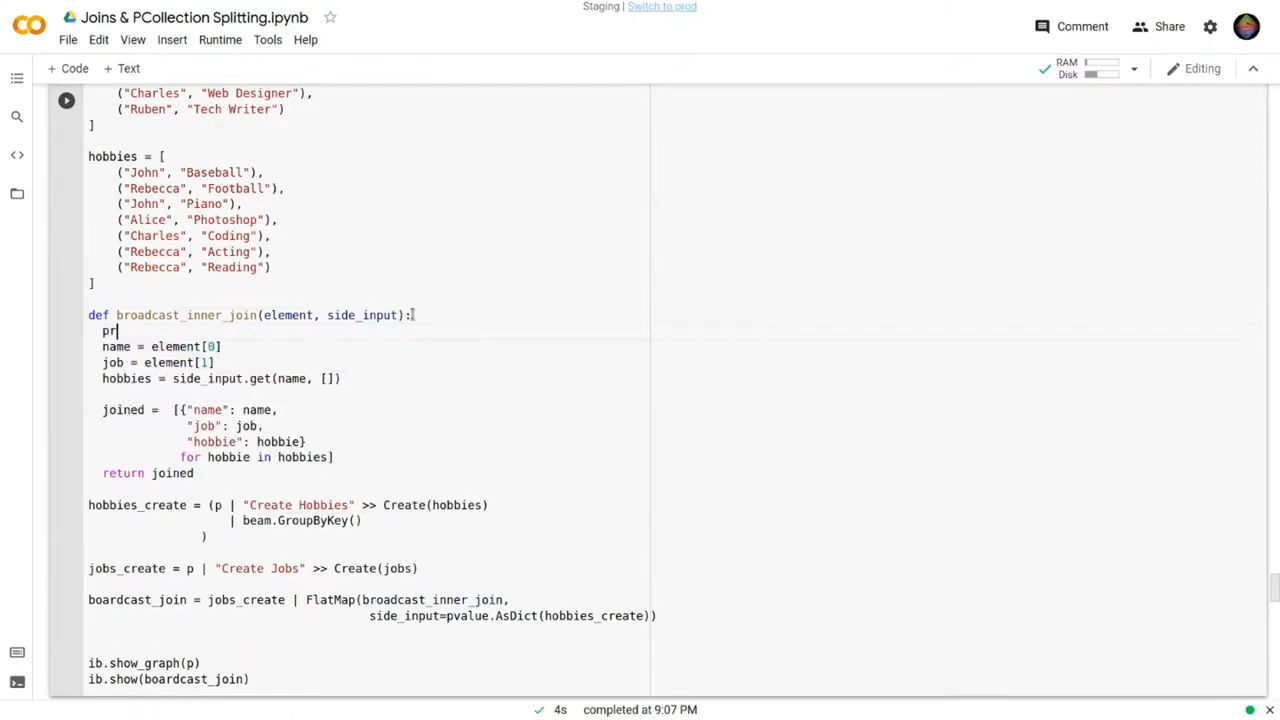 Staging | Switch to prod
Joins & PCollection Splitting.ipynb
Comment
Share
File Edit View Insert Runtime Tools Help
+ Code + Text
RAM
Disk
Editing
("Charles", "Web Designer"),
("Ruben", "Tech Writer")
]
hobbies = [
("John", "Baseball"),
("Rebecca", "Football"),
("John", "Piano"),
("Alice", "Photoshop"),
("Charles", "Coding"),
("Rebecca", "Acting"),
("Rebecca", "Reading")
]
def broadcast_inner_join(element, side_input):
pr
name = element[0]
job = element[1]
hobbies = side_input.get(name, [])
joined =  [{"name": name,
"job": job,
"hobbie": hobbie}
for hobbie in hobbies]
return joined
hobbies_create = (p | "Create Hobbies" >> Create(hobbies)
| beam.GroupByKey()
)
jobs_create = p | "Create Jobs" >> Create(jobs)
boardcast_join = jobs_create | FlatMap(broadcast_inner_join,
side_input=pvalue.AsDict(hobbies_create))
ib.show_graph(p)
ib.show(boardcast_join)
4s completed at 9:07 PM